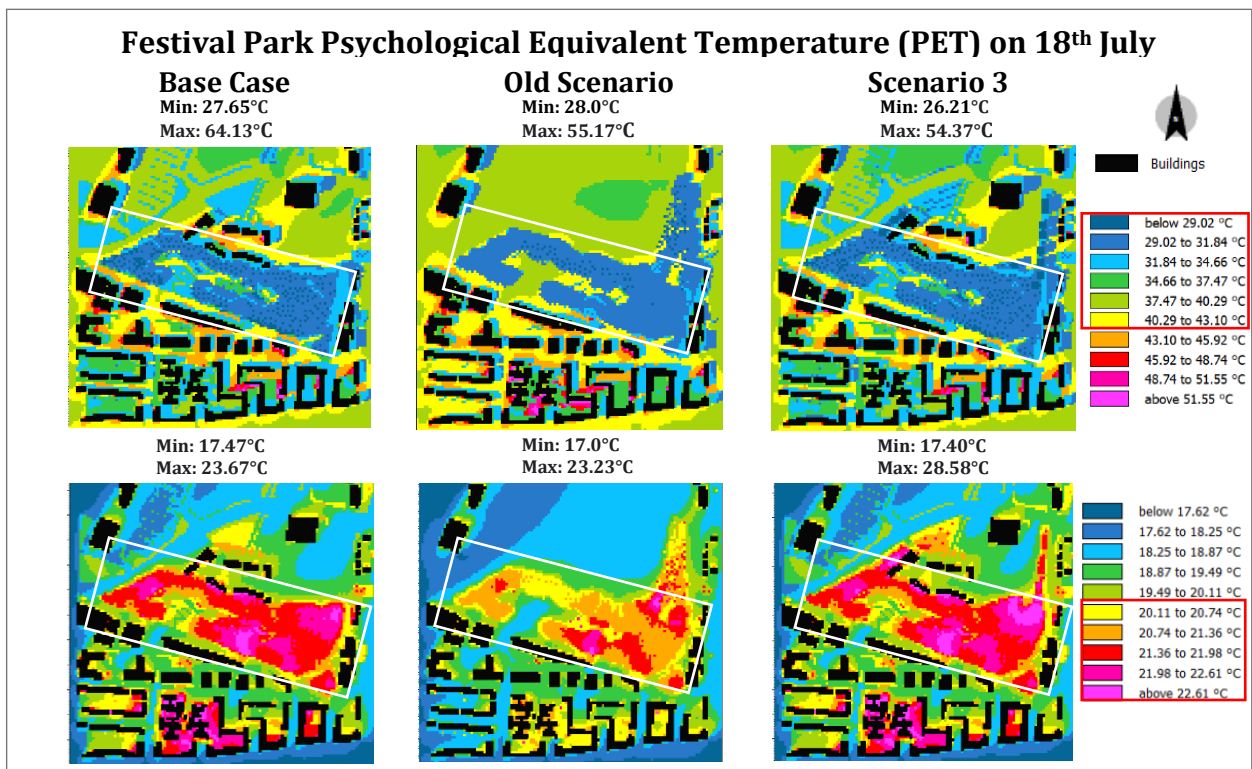 Festival Park Psychological Equivalent Temperature (PET) on 18th July
Base Case
Min: 27.65°C
Max: 64.13°C
Old Scenario
Min: 28.0°C
Max: 55.17°C
Scenario 3
Min: 26.21°C
Max: 54.37°C
Buildings
below 29.02 °C
29.02 to 31.84 °C
31.84 to 34.66 °C
34.66 to 37.47 °C
37.47 to 40.29 °C
40.29 to 43.10 °C
43.10 to 45.92 °C
45.92 to 48.74 °C
48.74 to 51.55 °C
above 51.55 °C
Min: 17.47°C
Max: 23.67°C
Min: 17.0°C
Max: 23.23°C
Min: 17.40°C
Max: 28.58°C
below 17.62 °C
17.62 to 18.25 °C
18.25 to 18.87 °C
18.87 to 19.49 °C
19.49 to 20.11 °C
20.11 to 20.74 °C
20.74 to 21.36 °C
21.36 to 21.98 °C
21.98 to 22.61 °C
above 22.61 °C